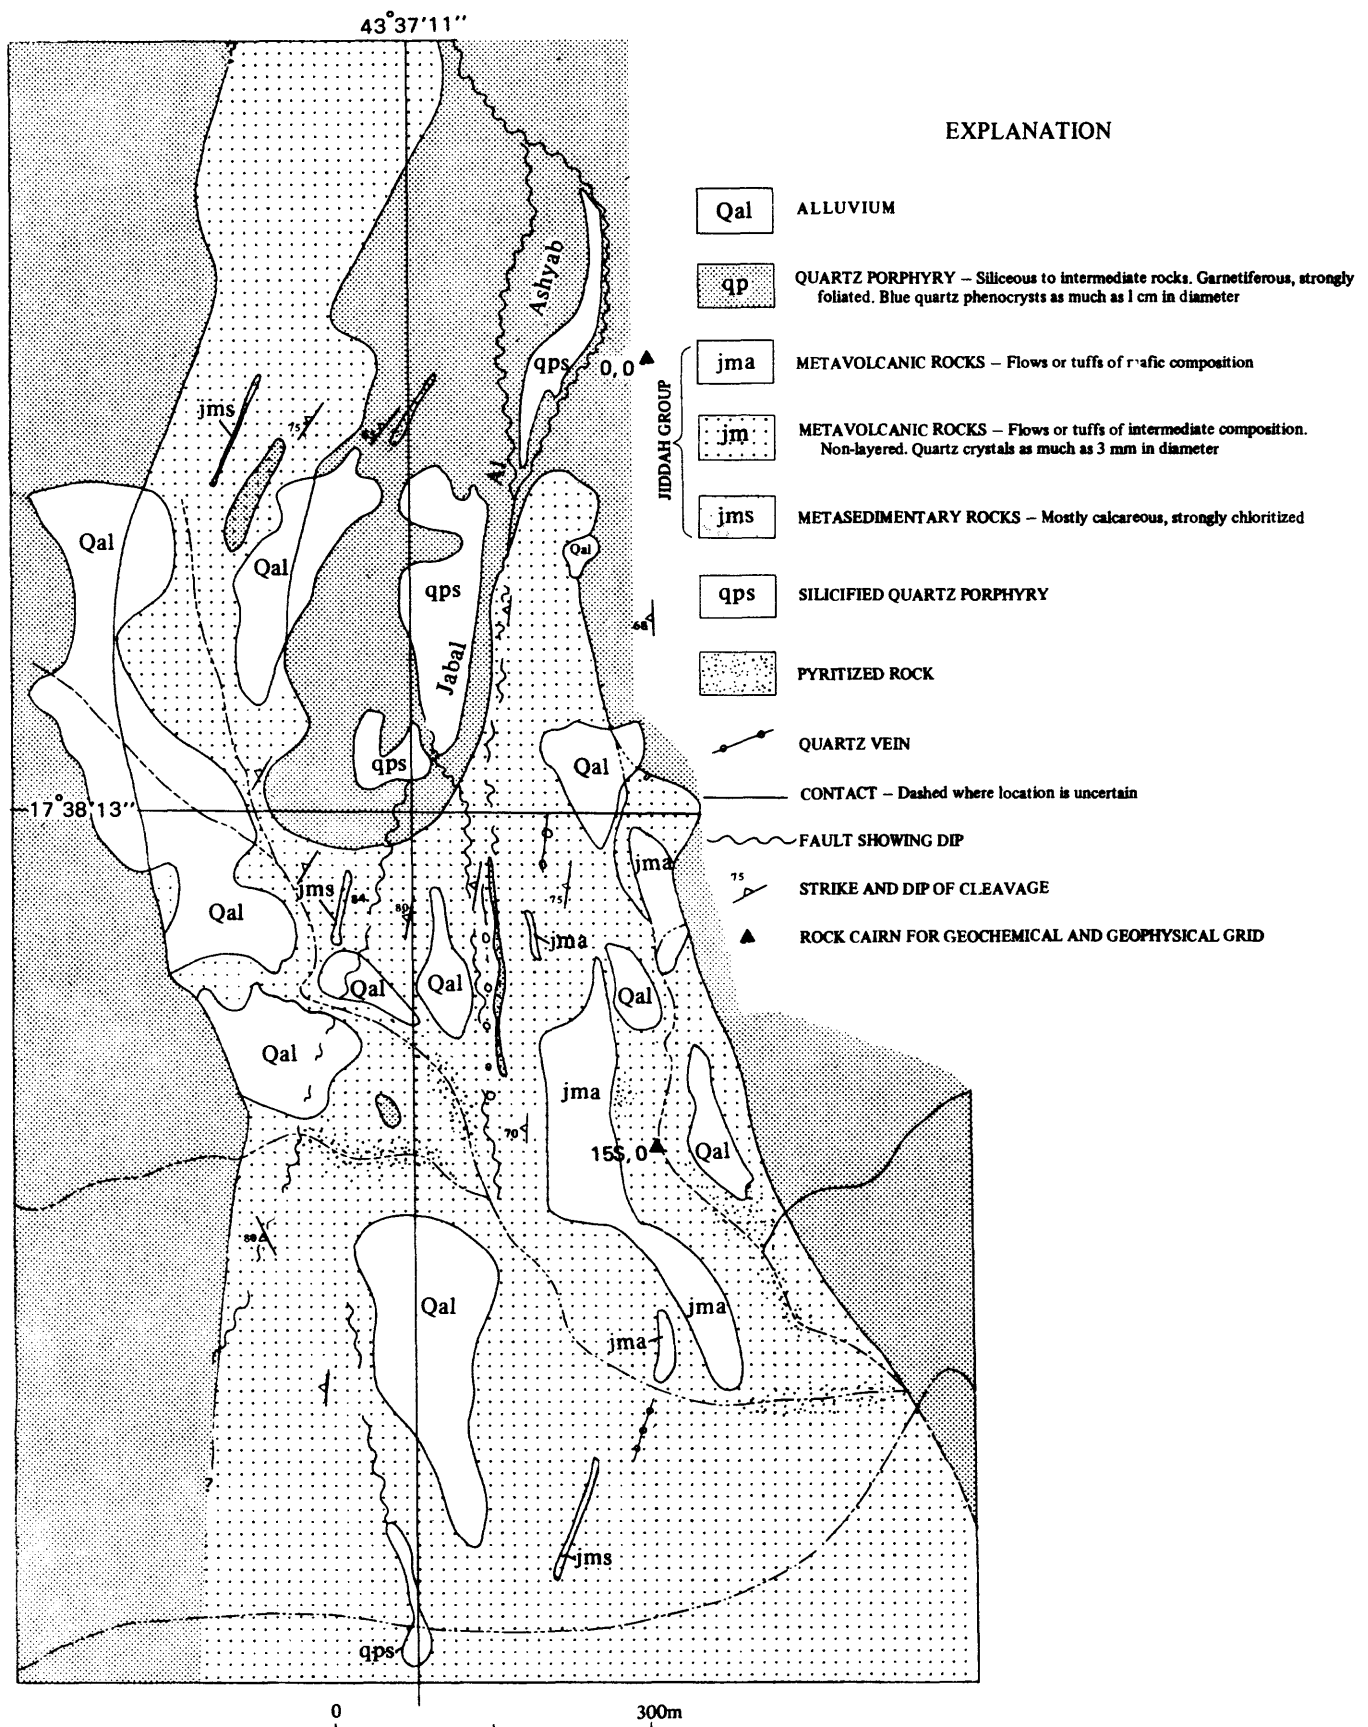 43°37'11"
EXPLANATION
Qal ALLUVIUM
qp QUARTZ PORPHYRY – Siliceous to intermediate rocks. Garnetiferous, strongly
foliated. Blue quartz phenocrysts as much as 1 cm in diameter
JIDDAH GROUP
jma METAVOLCANIC ROCKS – Flows or tuffs of mafic composition
jm METAVOLCANIC ROCKS – Flows or tuffs of intermediate composition.
Non-layered. Quartz crystals as much as 3 mm in diameter
jms METASEDIMENTARY ROCKS – Mostly calcareous, strongly chloritized
qps SILICIFIED QUARTZ PORPHYRY
PYRITIZED ROCK
QUARTZ VEIN
CONTACT – Dashed where location is uncertain
FAULT SHOWING DIP
75 STRIKE AND DIP OF CLEAVAGE
ROCK CAIRN FOR GEOCHEMICAL AND GEOPHYSICAL GRID
Ashyab
qps
0,0
jms
75
Al
Qal
Qal
Qal
qps
68
Jabal
qps
Qal
17°38'13"
jma
jms
84
80
75
Qal
jma
Qal
Qal
Qal
Qal
jma
70
15S,0
Qal
80
Qal
jma
jma
jms
?
qps
0
300m